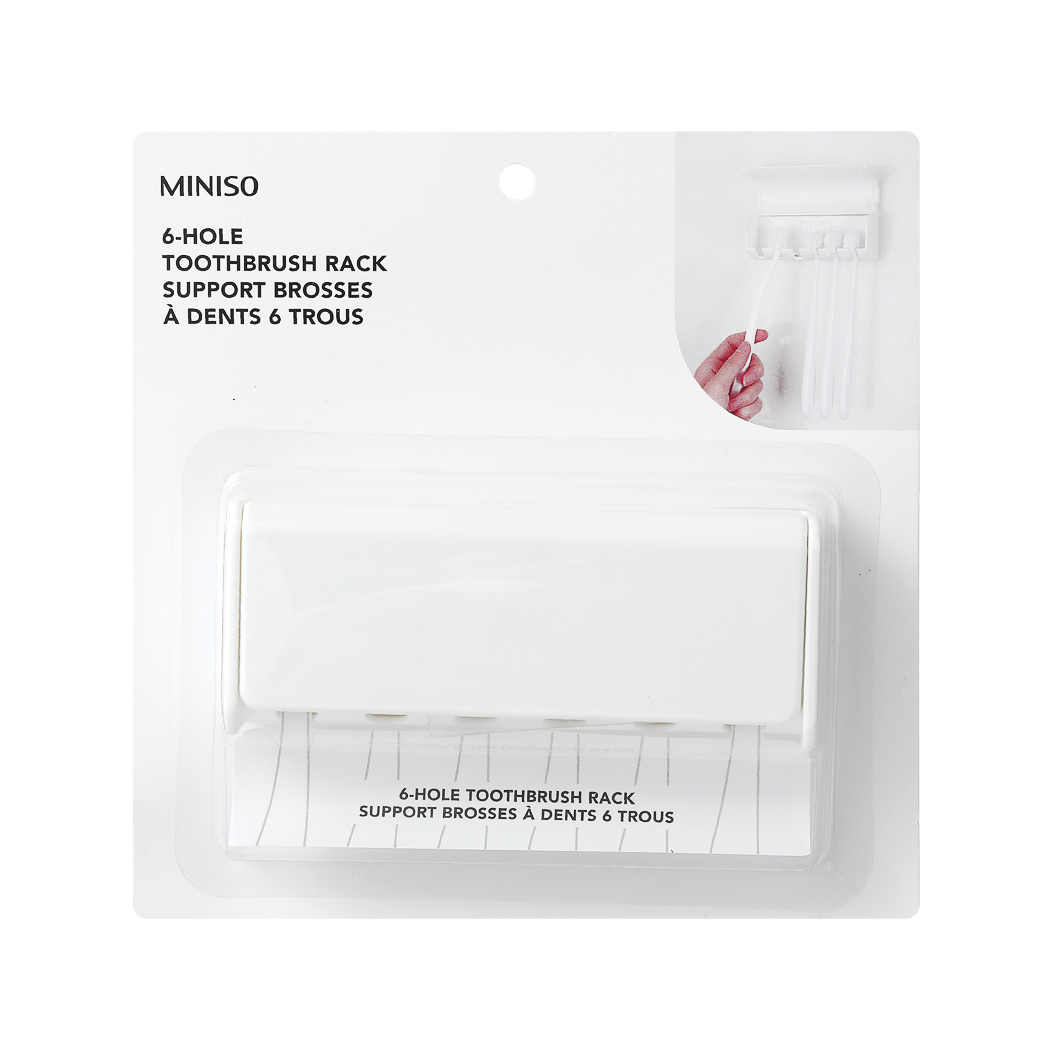 MINISO
6-HOLE
TOOTHBRUSH RACK
SUPPORT BROSSES
À DENTS 6 TROUS
6-HOLE TOOTHBRUSH RACK
SUPPORT BROSSES À DENTS 6 TROUS